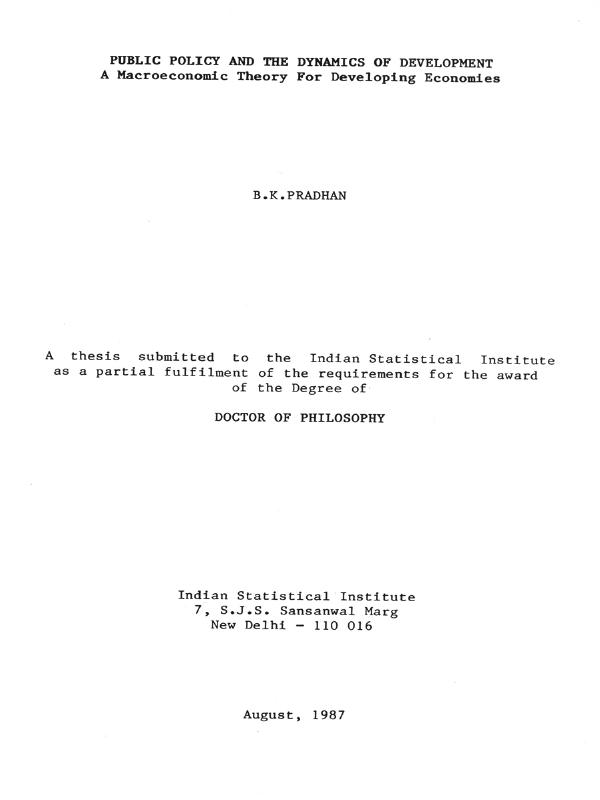 PUBLIC POLICY AND THE DYNAMICS OF DEVELOPMENT
A Macroeconomic Theory For Developing Economies
B.K.PRADHAN
A thesis submitted to the Indian Statistical Institute
as a partial fulfilment of the requirements for the award
of the Degree of
DOCTOR OF PHILOSOPHY
Indian Statistical Institute
7, S.J.S. Sansanwal Marg
New Delhi - 110 016
August, 1987